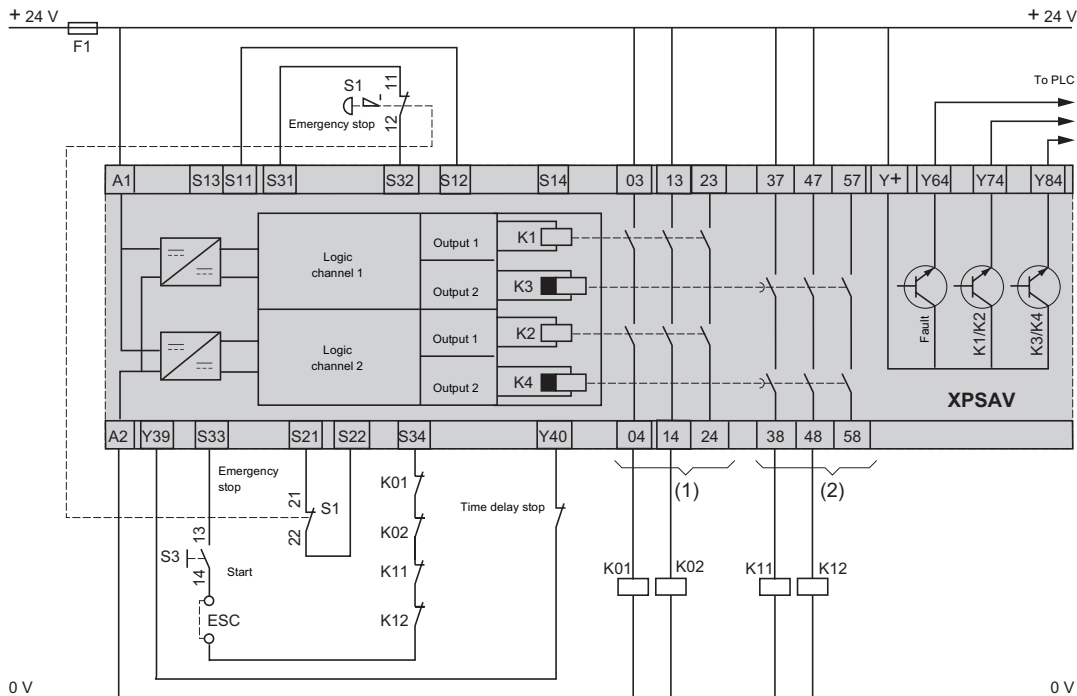 + 24 V
+ 24 V
F1
To PLC
S1
11
12
Emergency stop
A1 S13 S11 S31 S32 S12 S14 03 13 23 37 47 57 Y+ Y64 Y74 Y84
Logic
channel 1
Output 1
Output 2
K1
K3
Logic
channel 2
Output 1
Output 2
K2
K4
Fault
K1/K2
K3/K4
XPSAV
A2 Y39 S33 S21 S22 S34 Y40 04 14 24 38 48 58
Emergency
stop
21
22
S1
K01
K02
K11
K12
Time delay stop
(1)
(2)
S3
13
14
Start
ESC
K01
K02
K11
K12
0 V
0 V